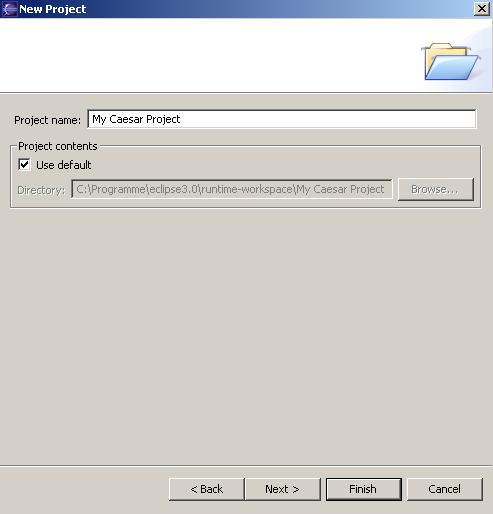 New Project
Project name: My Caesar Project
Project contents
Use default
Directory: C:\Programme\eclipse3.0\runtime-workspace\My Caesar Project Browse...
< Back Next > Finish Cancel